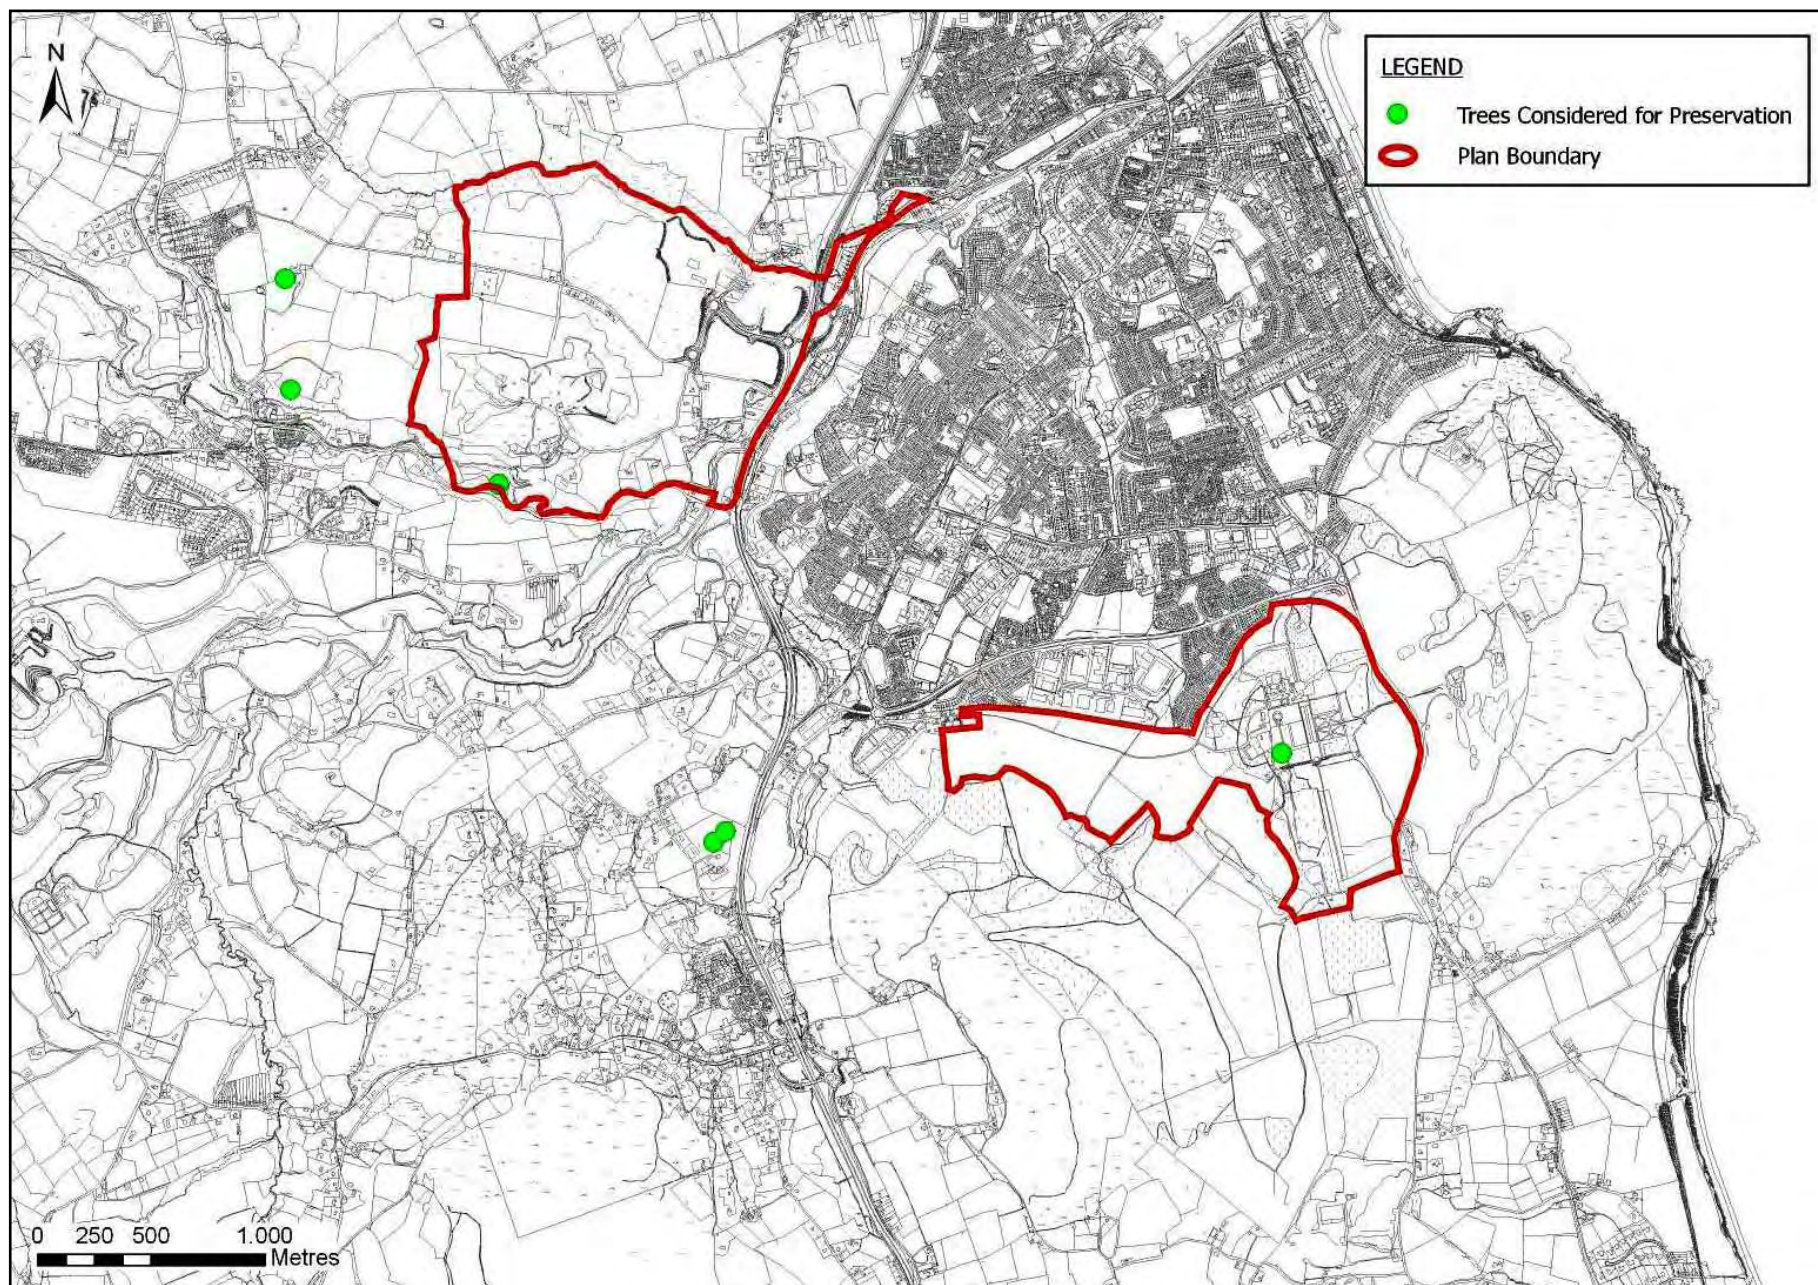 N
LEGEND
Trees Considered for Preservation
Plan Boundary
0 250 500 1.000
Metres